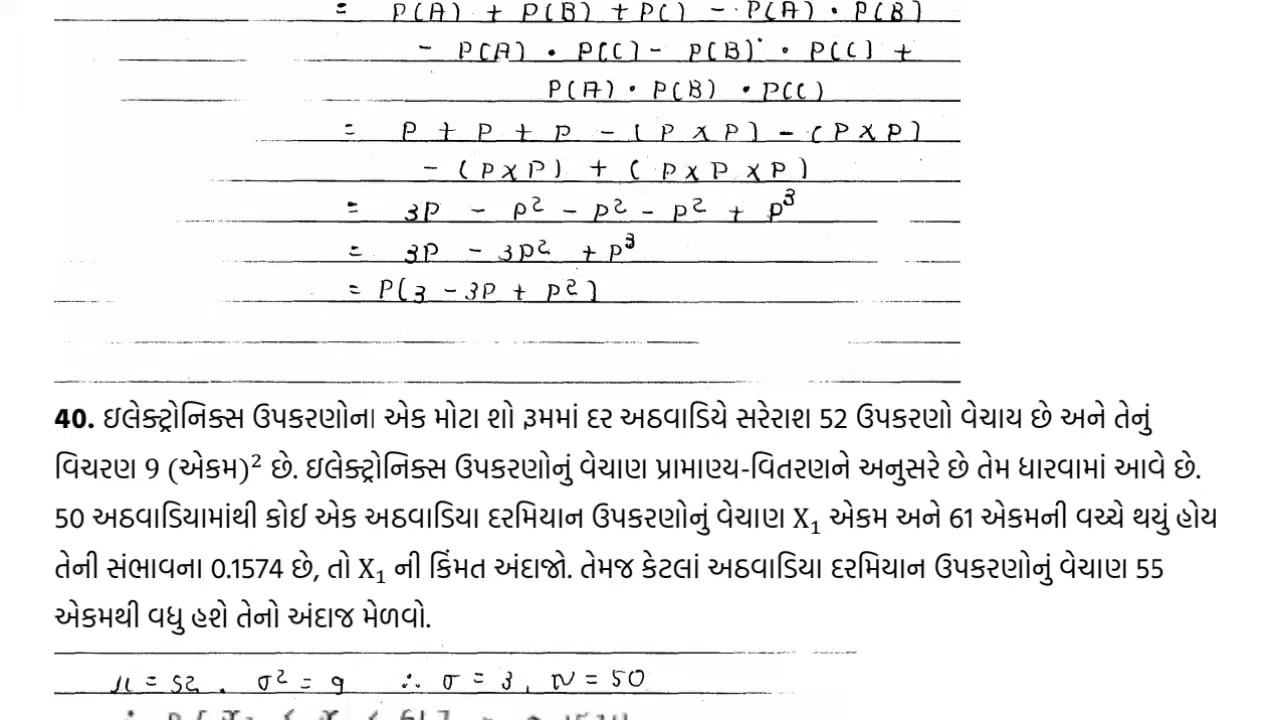 = P(A) + P(B) + P() - P(A) • P(B)
- P(A) • P(C) - P(B) • P(C) +
P(A) • P(B) • P(C)
= P + P + P - (P x P) - (P x P)
- (P x P) + (P x P x P)
= 3P - P² - P² - P² + P³
= 3P - 3P² + P³
= P(3 - 3P + P²)
40. ઇલેક્ટ્રોનિક્સ ઉપકરણોના એક મોટા શો રૂમમાં દર અઠવાડિયે સરેરાશ 52 ઉપકરણો વેચાય છે અને તેનું
વિચરણ 9 (એકમ)² છે. ઇલેક્ટ્રોનિક્સ ઉપકરણોનું વેચાણ પ્રામાણ્ય-વિતરણને અનુસરે છે તેમ ધારવામાં આવે છે.
50 અઠવાડિયામાંથી કોઈ એક અઠવાડિયા દરમિયાન ઉપકરણોનું વેચાણ X₁ એકમ અને 61 એકમની વચ્ચે થયું હોય
તેની સંભાવના 0.1574 છે, તો X₁ ની કિંમત અંદાજો. તેમજ કેટલાં અઠવાડિયા દરમિયાન ઉપકરણોનું વેચાણ 55
એકમથી વધુ હશે તેનો અંદાજ મેળવો.
μ = 52, σ² = 9 ∴ σ = 3, N = 50